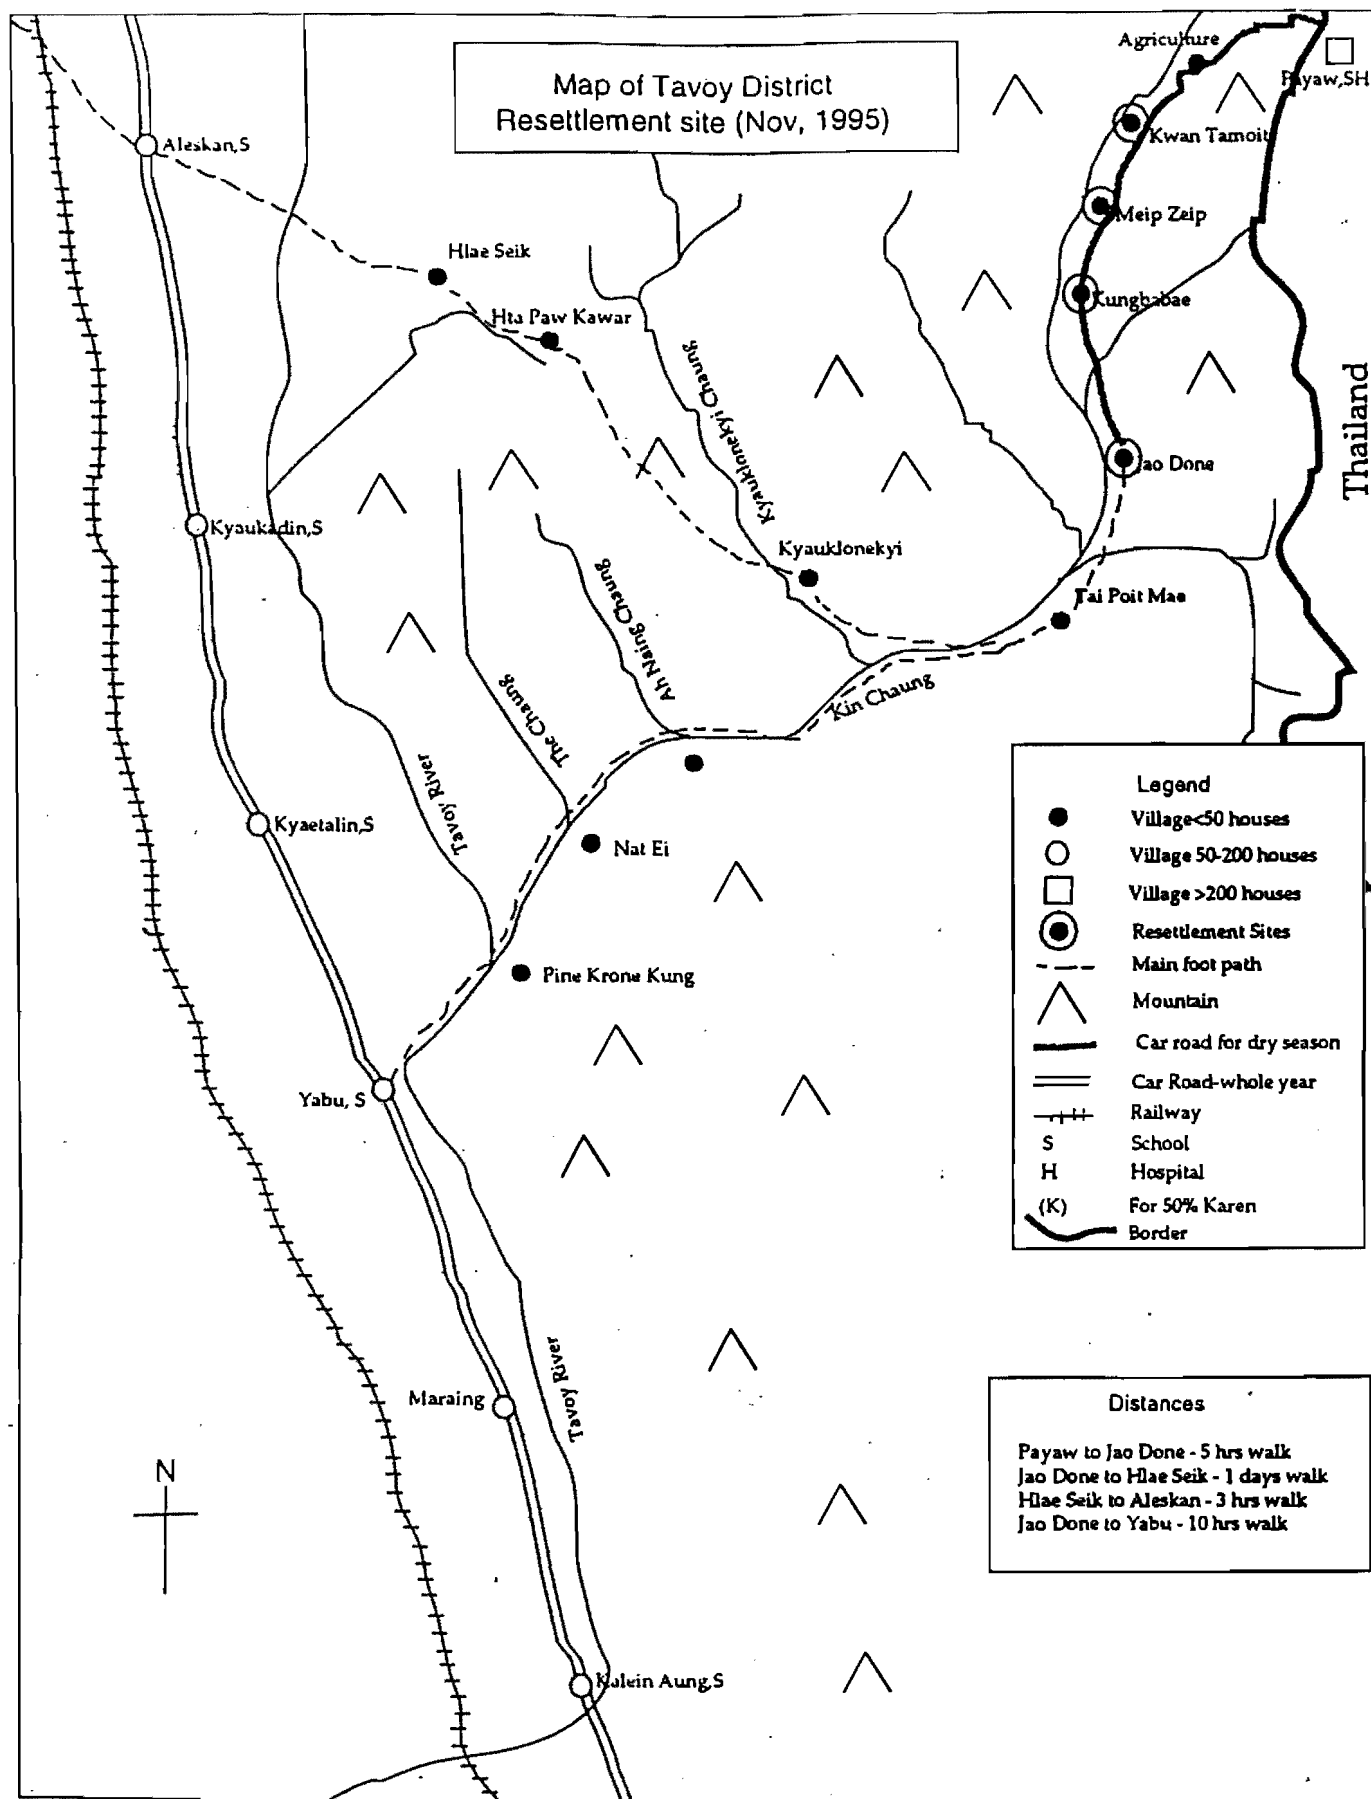 Map of Tavoy District
Resettlement site (Nov, 1995)
Agriculture
Payaw,SH
Kwan Tamoit
Aleskan,S
Meip Zeip
Hlae Seik
Kungbabae
Hta Paw Kawar
Kyauklonekyi Chaung
Thailand
Jao Done
Kyaukadin,S
Kyauklonekyi
Ah Naing Chaung
Tai Poit Mae
The Chaung
Kin Chaung
Tavoy River
Kyaetalin,S
Nat Ei
Pine Krone Kung
Yabu, S
Legend
Village<50 houses
Village 50-200 houses
Village >200 houses
Resettlement Sites
Main foot path
Mountain
Car road for dry season
Car Road-whole year
Railway
S School
H Hospital
(K) For 50% Karen
Border
Tavoy River
Maraing
Distances
Payaw to Jao Done - 5 hrs walk
Jao Done to Hlae Seik - 1 days walk
Hlae Seik to Aleskan - 3 hrs walk
Jao Done to Yabu - 10 hrs walk
N
Kalein Aung,S